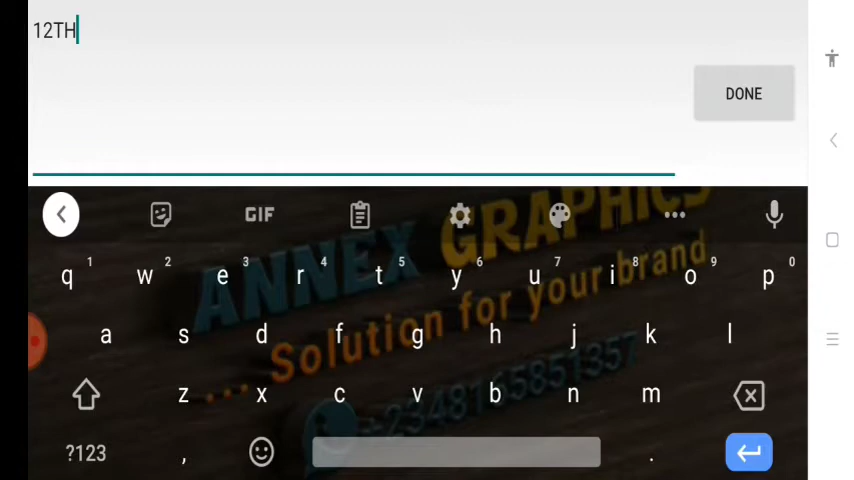 12TH
DONE
GIF
ANNEX GRAPHICS
q 1 w 2 e 3 r 4 t 5 y 6 u 7 i 8 o 9 p 0
... Solution for your brand
a s d f g h j k l
z x c v b n m
+2348165851357
?123 , .